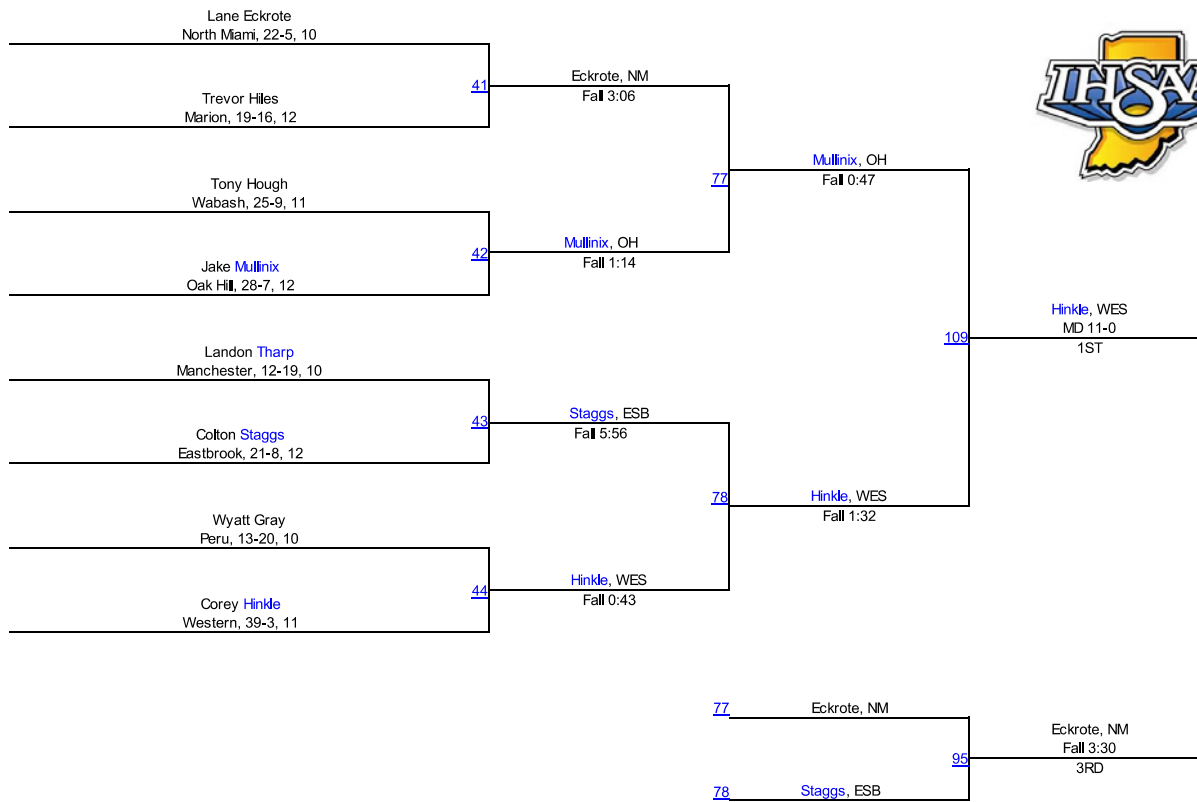 Lane Eckrote
North Miami, 22-5, 10
41
Trevor Hiles
Marion, 19-16, 12
Eckrote, NM
Fall 3:06
77
Tony Hough
Wabash, 25-9, 11
42
Jake Mullinix
Oak Hill, 28-7, 12
Mullinix, OH
Fall 1:14
Mullinix, OH
Fall 0:47
109
Landon Tharp
Manchester, 12-19, 10
43
Colton Staggs
Eastbrook, 21-8, 12
Staggs, ESB
Fall 5:56
78
Wyatt Gray
Peru, 13-20, 10
44
Corey Hinkle
Western, 39-3, 11
Hinkle, WES
Fall 0:43
Hinkle, WES
Fall 1:32
Hinkle, WES
MD 11-0
1ST
IHSAA
77
Eckrote, NM
95
78
Staggs, ESB
Eckrote, NM
Fall 3:30
3RD